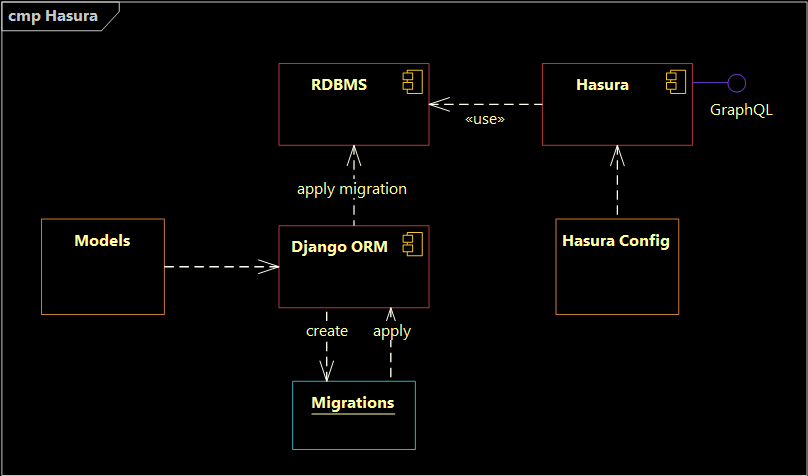 cmp Hasura
RDBMS
Hasura
GraphQL
«use»
apply migration
Models
Django ORM
Hasura Config
create
apply
Migrations